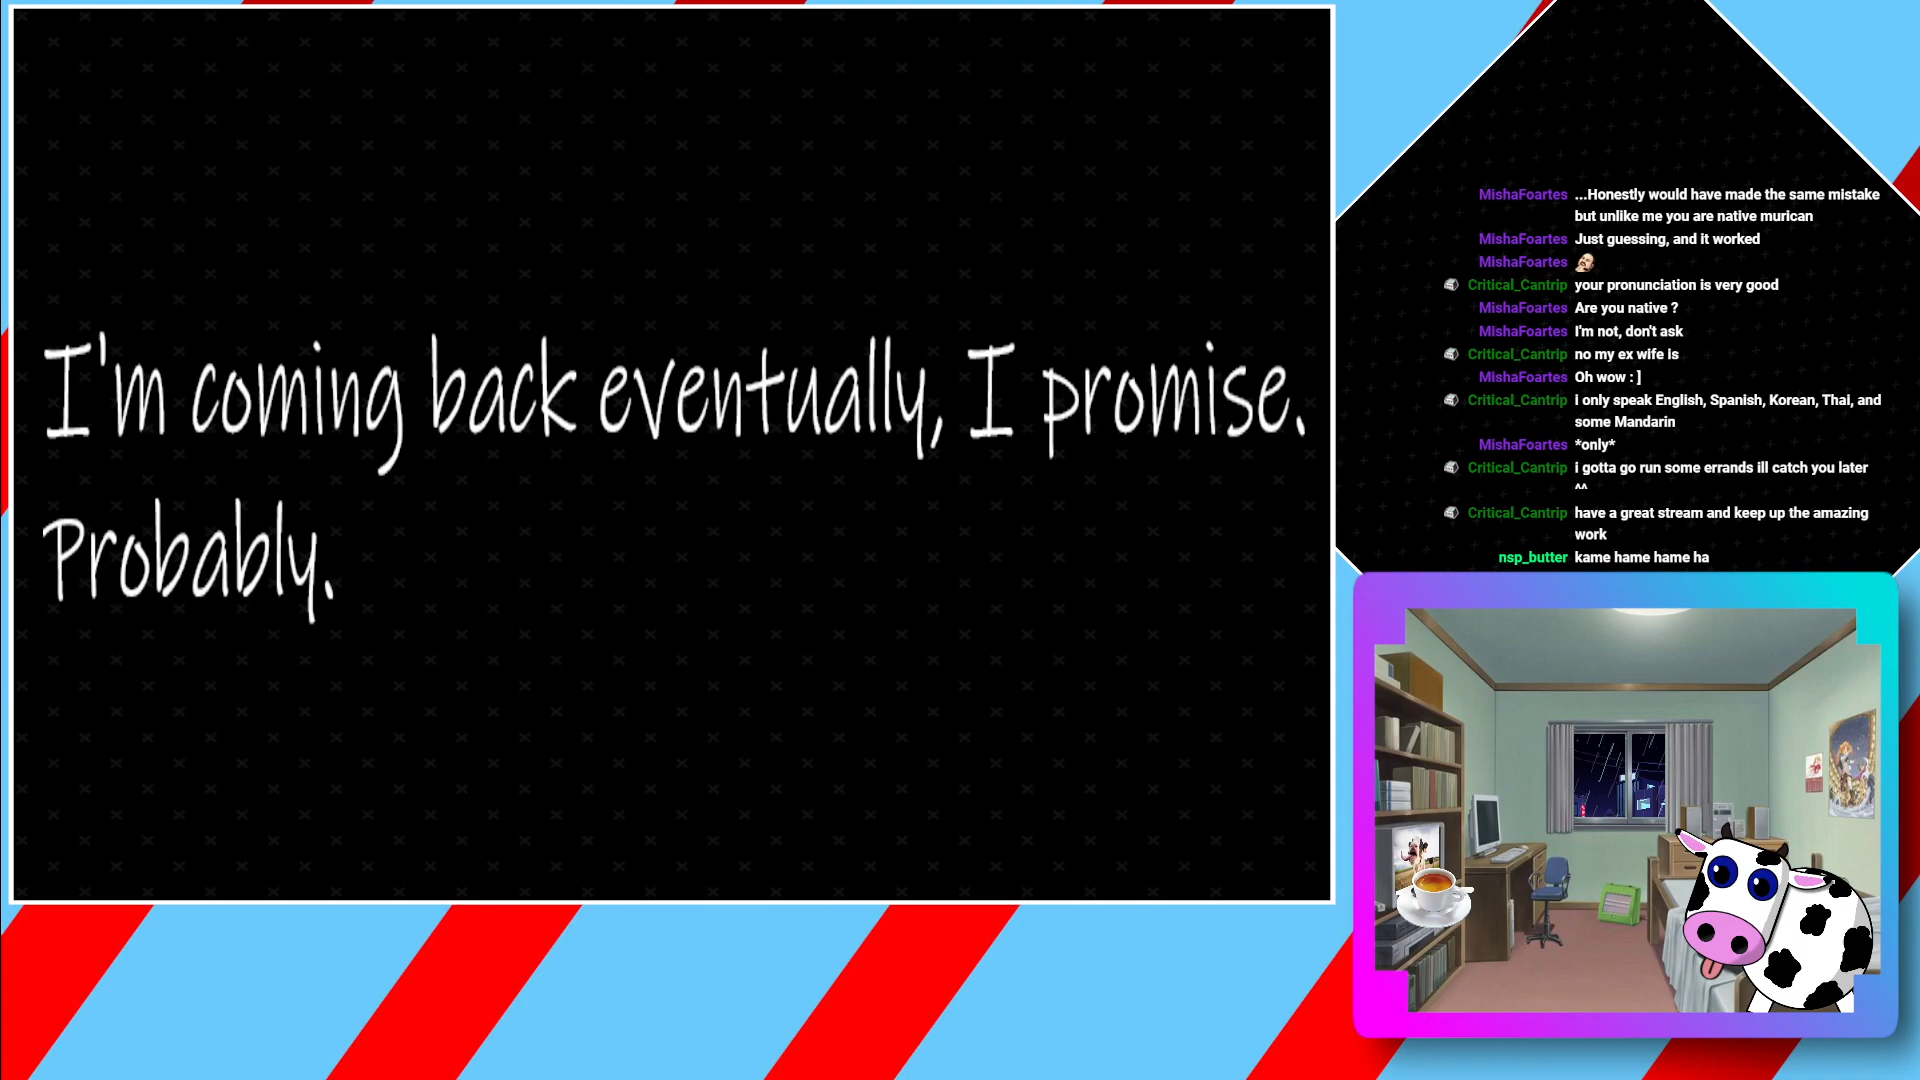 I'm coming back eventually, I promise.
Probably.
MishaFoartes ...Honestly would have made the same mistake
but unlike me you are native murican
MishaFoartes Just guessing, and it worked
MishaFoartes
Critical_Cantrip your pronunciation is very good
MishaFoartes Are you native ?
MishaFoartes I'm not, don't ask
Critical_Cantrip no my ex wife is
MishaFoartes Oh wow : ]
Critical_Cantrip i only speak English, Spanish, Korean, Thai, and
some Mandarin
MishaFoartes *only*
Critical_Cantrip i gotta go run some errands ill catch you later
^^
Critical_Cantrip have a great stream and keep up the amazing
work
nsp_butter kame hame hame ha